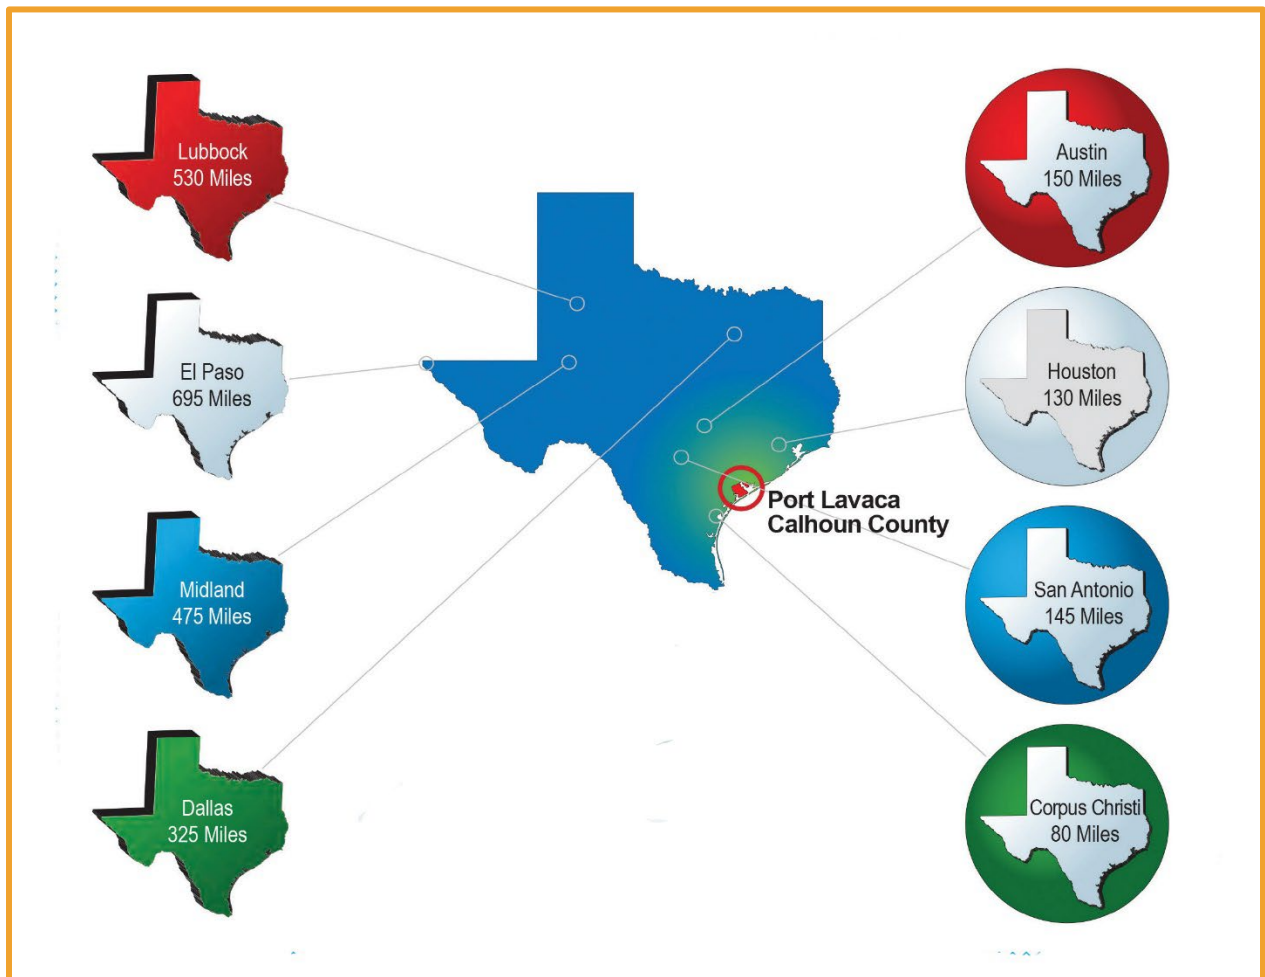 Lubbock
530 Miles
El Paso
695 Miles
Midland
475 Miles
Dallas
325 Miles
Port Lavaca
Calhoun County
Austin
150 Miles
Houston
130 Miles
San Antonio
145 Miles
Corpus Christi
80 Miles